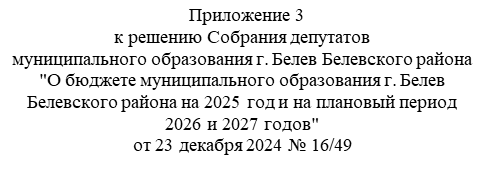 Приложение 3
к решению Собрания депутатов
муниципального образования г. Белев Белевского района
"О бюджете муниципального образования г. Белев
Белевского района на 2025 год и на плановый период
2026 и 2027 годов"
от 23 декабря 2024 № 16/49